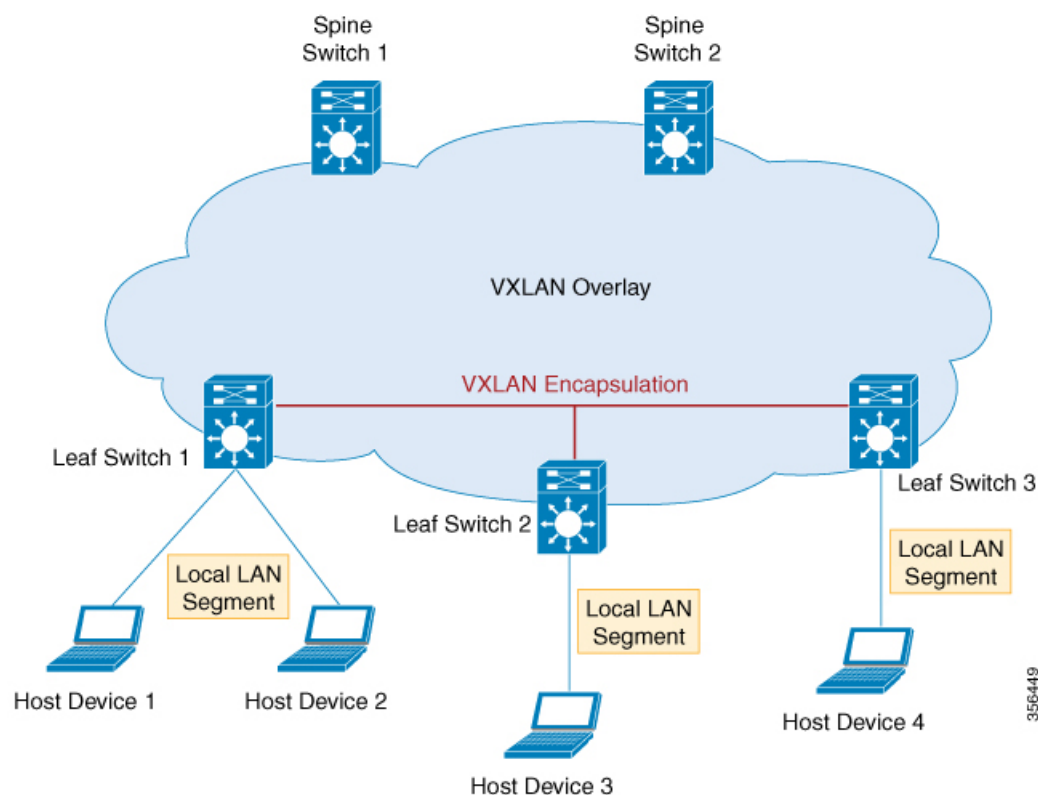 Spine
Switch 1
Spine
Switch 2
VXLAN Overlay
VXLAN Encapsulation
Leaf Switch 1
Leaf Switch 2
Leaf Switch 3
Local LAN
Segment
Local LAN
Segment
Local LAN
Segment
Host Device 1
Host Device 2
Host Device 3
Host Device 4
356449